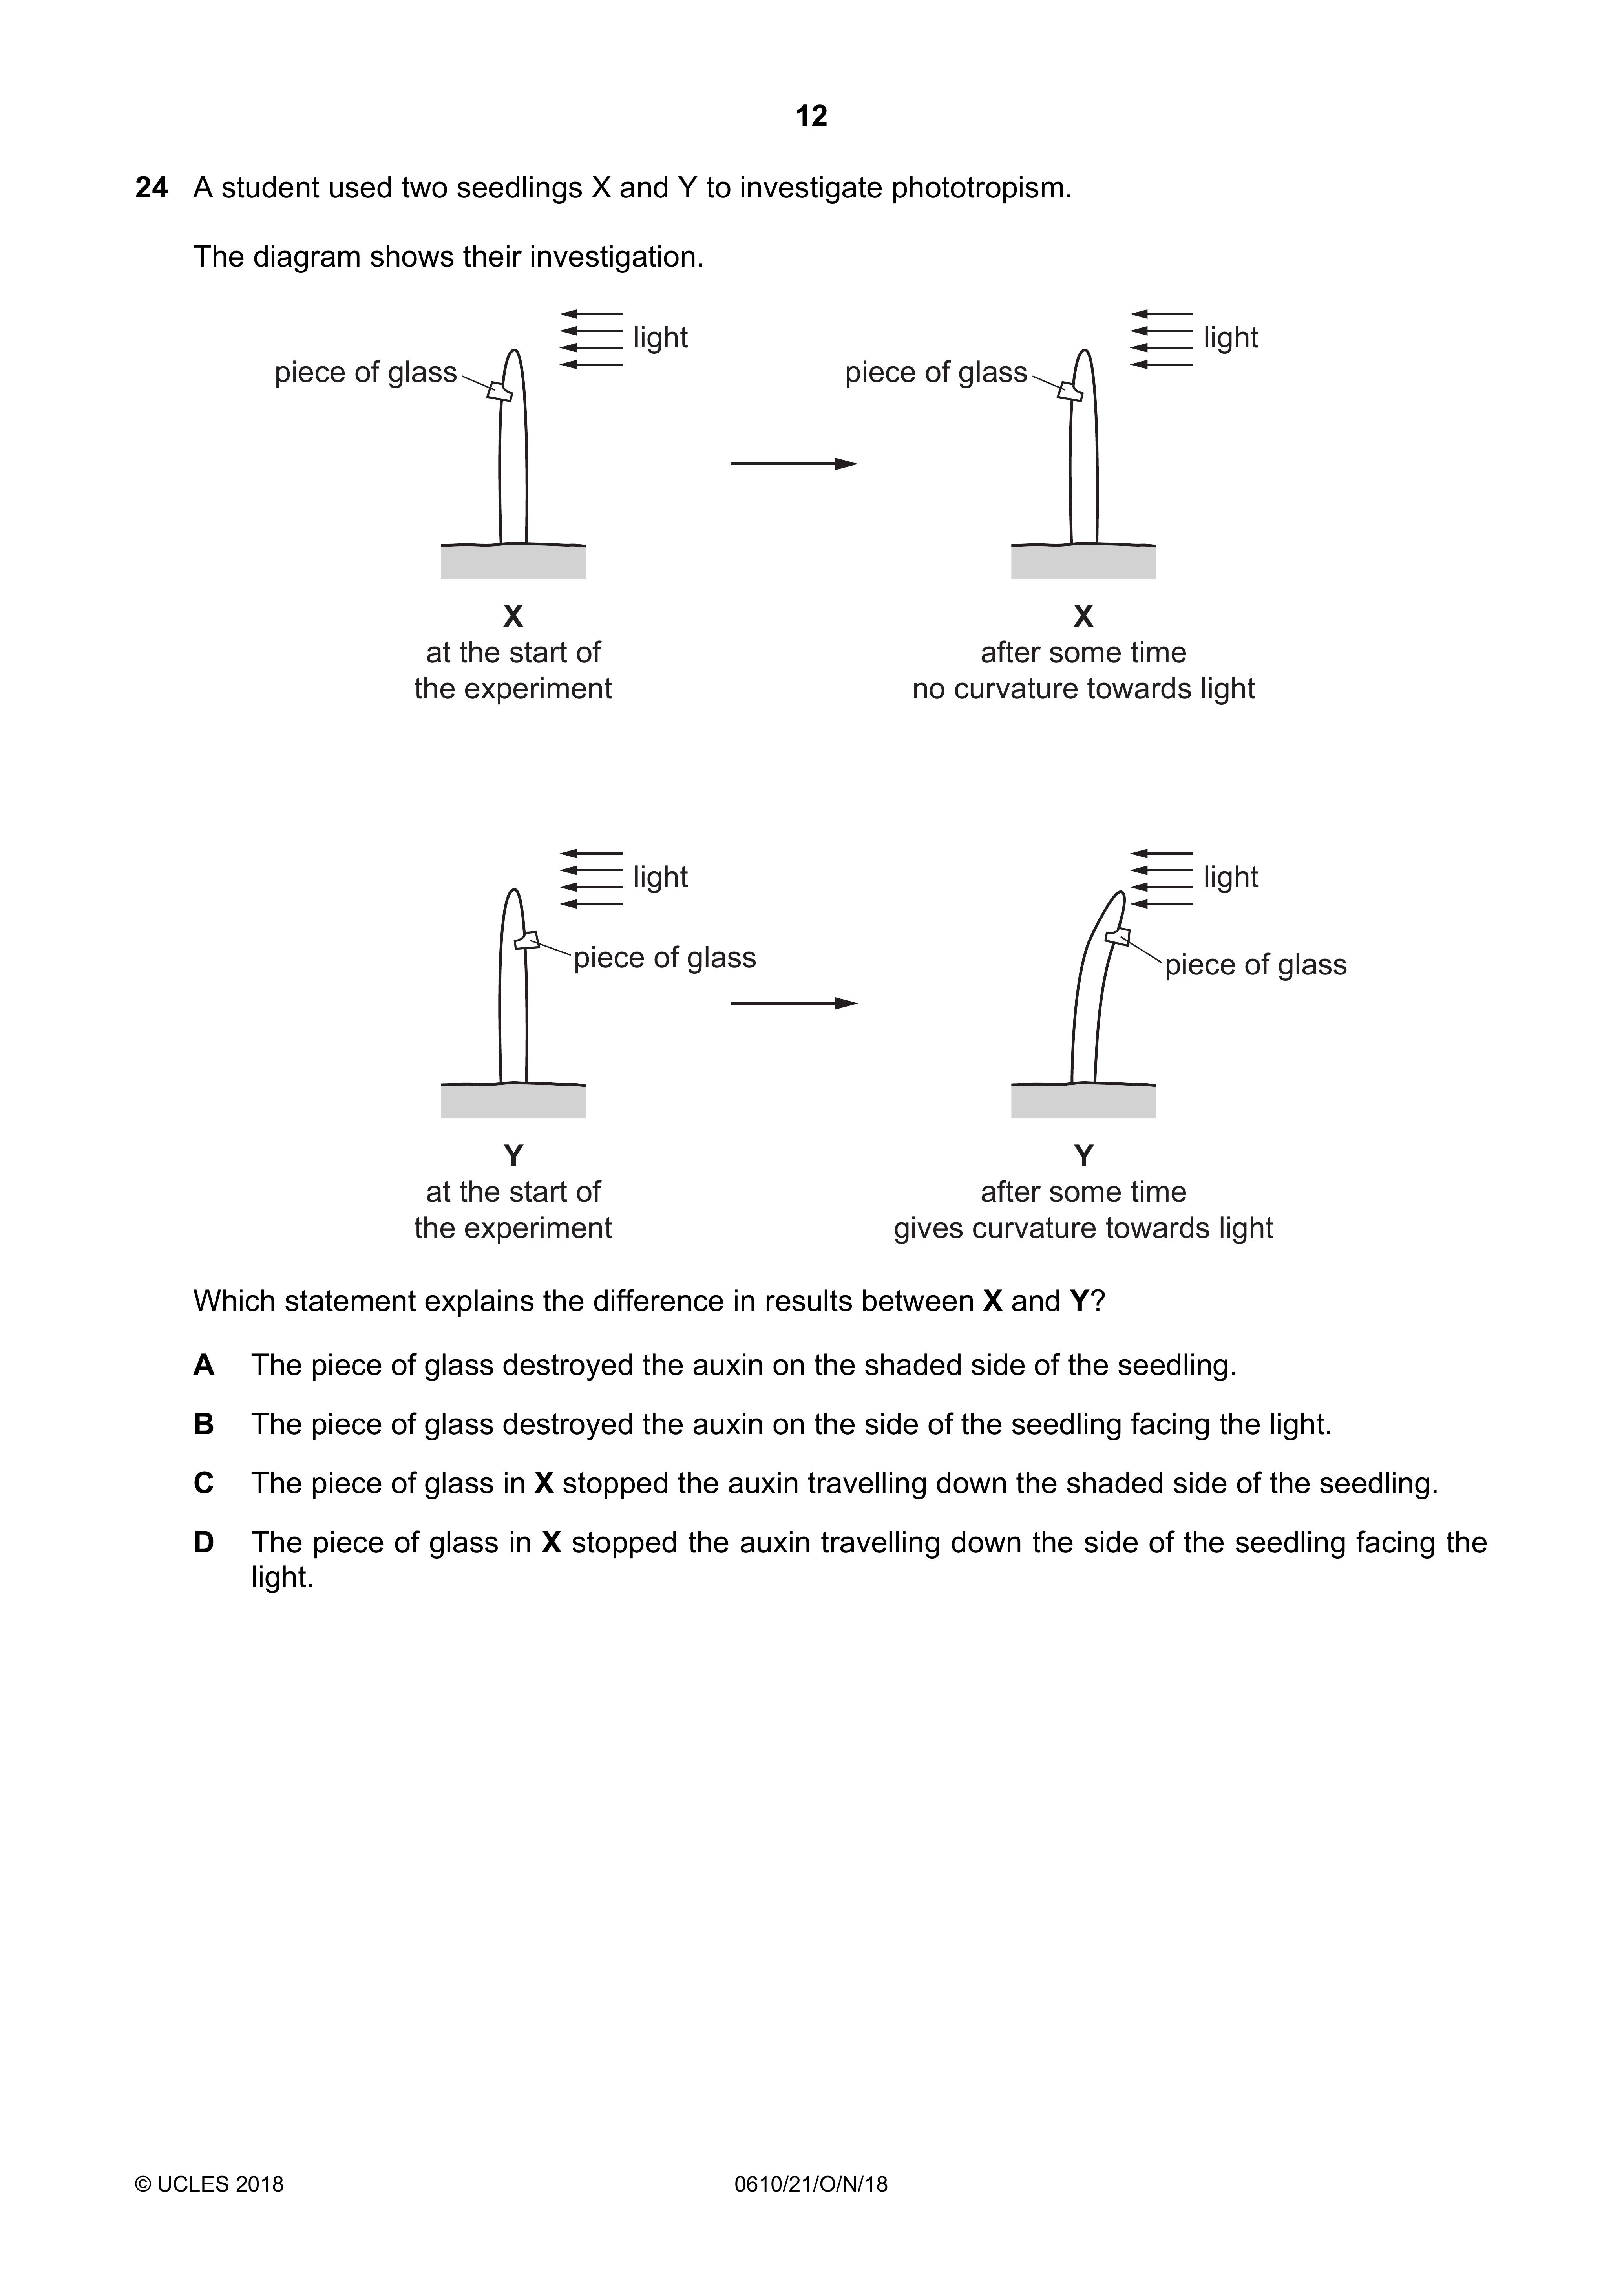 12
24 A student used two seedlings X and Y to investigate phototropism.
The diagram shows their investigation.
light
piece of glass
light
piece of glass
X
at the start of
the experiment
X
after some time
no curvature towards light
light
piece of glass
light
piece of glass
Y
at the start of
the experiment
Y
after some time
gives curvature towards light
Which statement explains the difference in results between X and Y?
A The piece of glass destroyed the auxin on the shaded side of the seedling.
B The piece of glass destroyed the auxin on the side of the seedling facing the light.
C The piece of glass in X stopped the auxin travelling down the shaded side of the seedling.
D The piece of glass in X stopped the auxin travelling down the side of the seedling facing the
light.
© UCLES 2018
0610/21/O/N/18